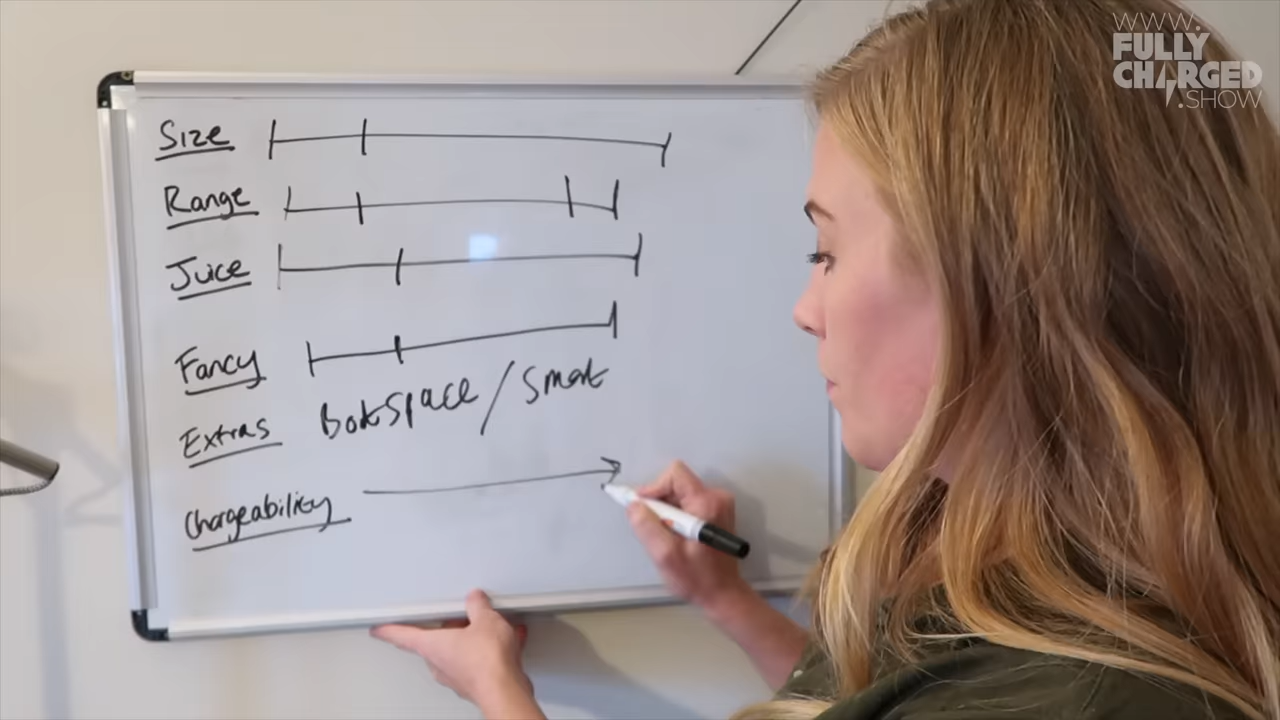 WWW.
FULLY
CHARGED
.SHOW
Size
Range
Juice
Fancy
Extras Bootspace / Smart
Chargeability